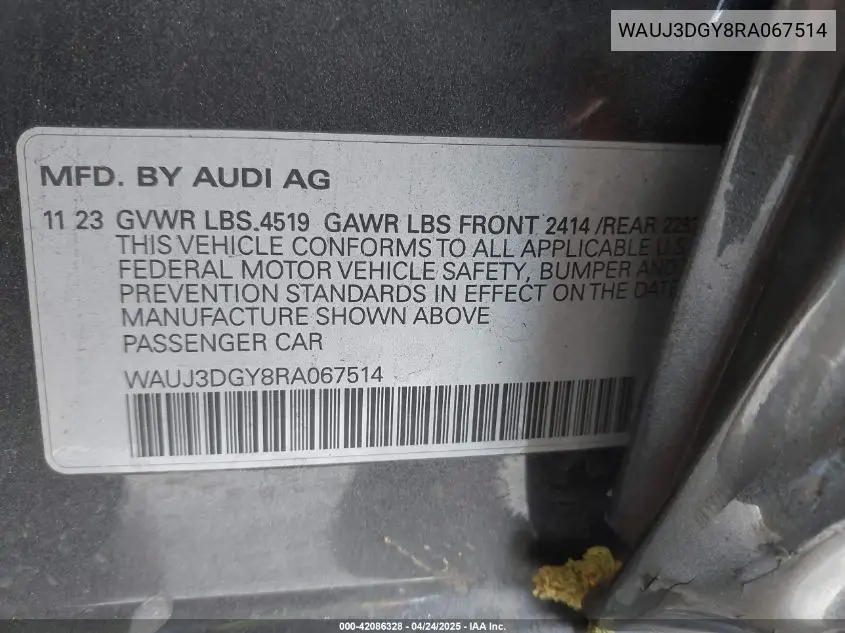 WAUJ3DGY8RA067514
MFD. BY AUDI AG
11 23 GVWR LBS.4519 GAWR LBS FRONT 2414 /REAR
THIS VEHICLE CONFORMS TO ALL APPLICABLE U.S.
FEDERAL MOTOR VEHICLE SAFETY, BUMPER AND
PREVENTION STANDARDS IN EFFECT ON THE DATE
MANUFACTURE SHOWN ABOVE
PASSENGER CAR
WAUJ3DGY8RA067514
000-42086328 - 04/24/2025 - IAA Inc.